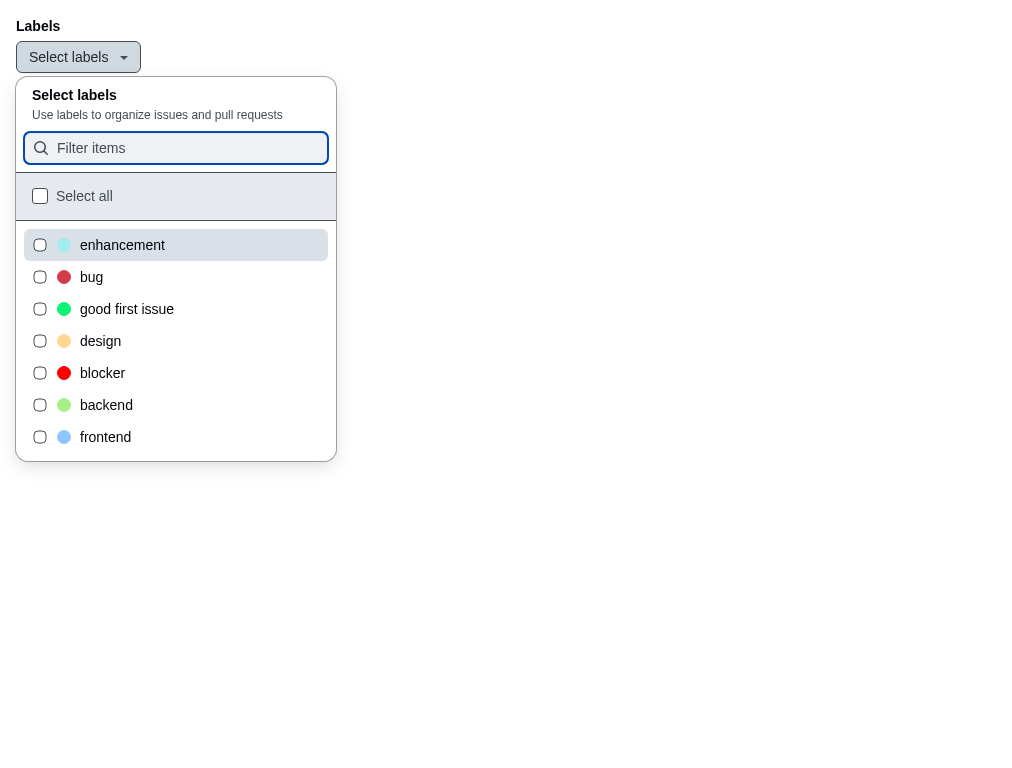 Labels
Select labels
Select labels
Use labels to organize issues and pull requests
Filter items
Select all
enhancement
bug
good first issue
design
blocker
backend
frontend